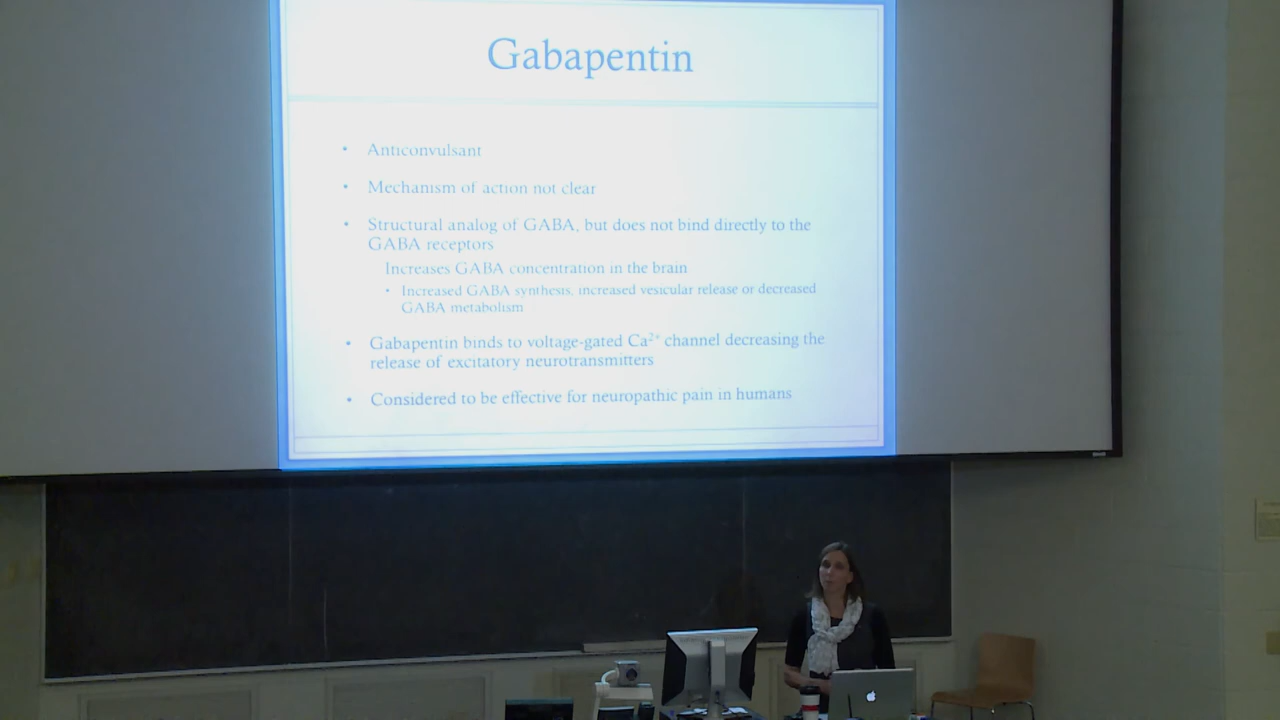 Gabapentin
• Anticonvulsant
• Mechanism of action not clear
• Structural analog of GABA, but does not bind directly to the
GABA receptors
Increases GABA concentration in the brain
• Increased GABA synthesis, increased vesicular release or decreased
GABA metabolism
• Gabapentin binds to voltage-gated Ca²⁺ channel decreasing the
release of excitatory neurotransmitters
• Considered to be effective for neuropathic pain in humans